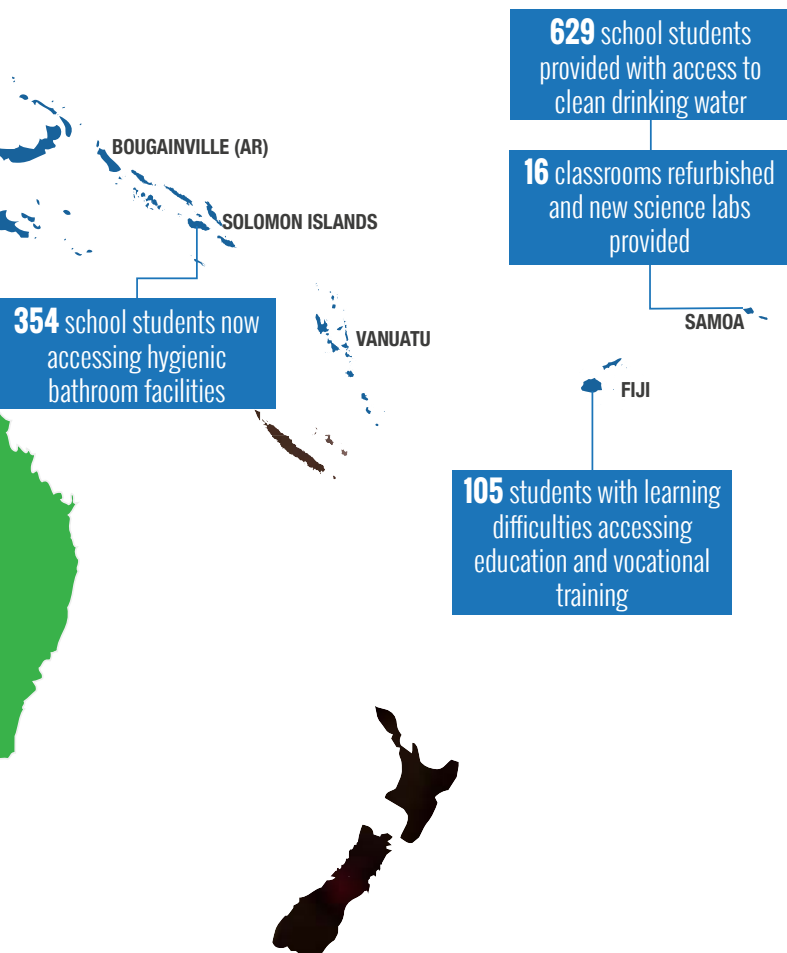 629 school students
provided with access to
clean drinking water
16 classrooms refurbished
and new science labs
provided
BOUGAINVILLE (AR)
SOLOMON ISLANDS
354 school students now
accessing hygienic
bathroom facilities
VANUATU
SAMOA
FIJI
105 students with learning
difficulties accessing
education and vocational
training